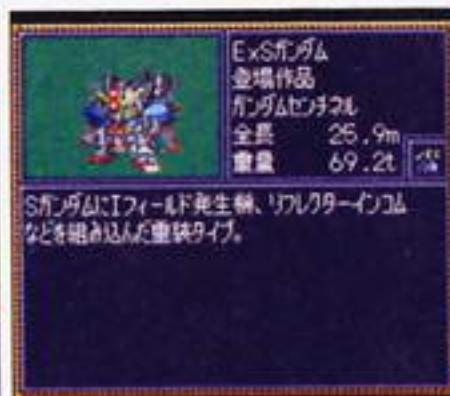 ExSガンダム
登場作品
ガンダムセンチネル
全長 25.9m
重量 69.2t
SガンダムにIフィールド発生機、リフレクターインコム
などを組み込んだ重装タイプ。